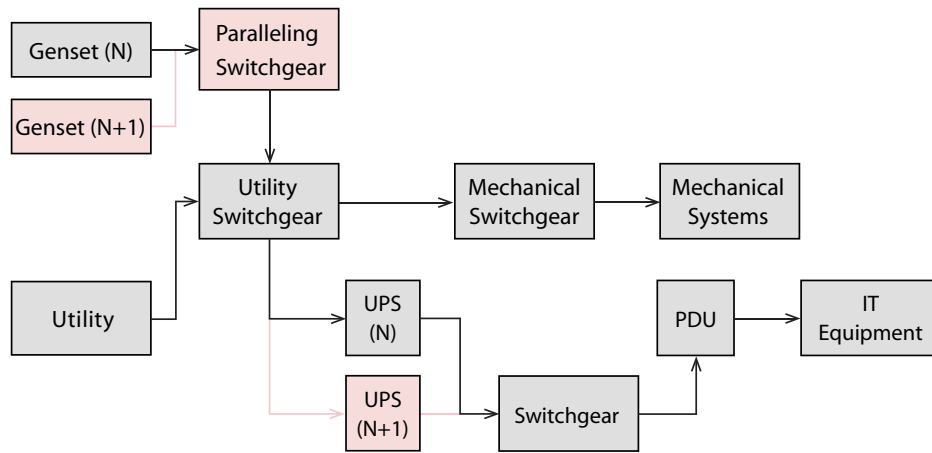 Genset (N)
Paralleling
Switchgear
Genset (N+1)
Utility
Switchgear
Mechanical
Switchgear
Mechanical
Systems
Utility
UPS
(N)
PDU
IT
Equipment
UPS
(N+1)
Switchgear